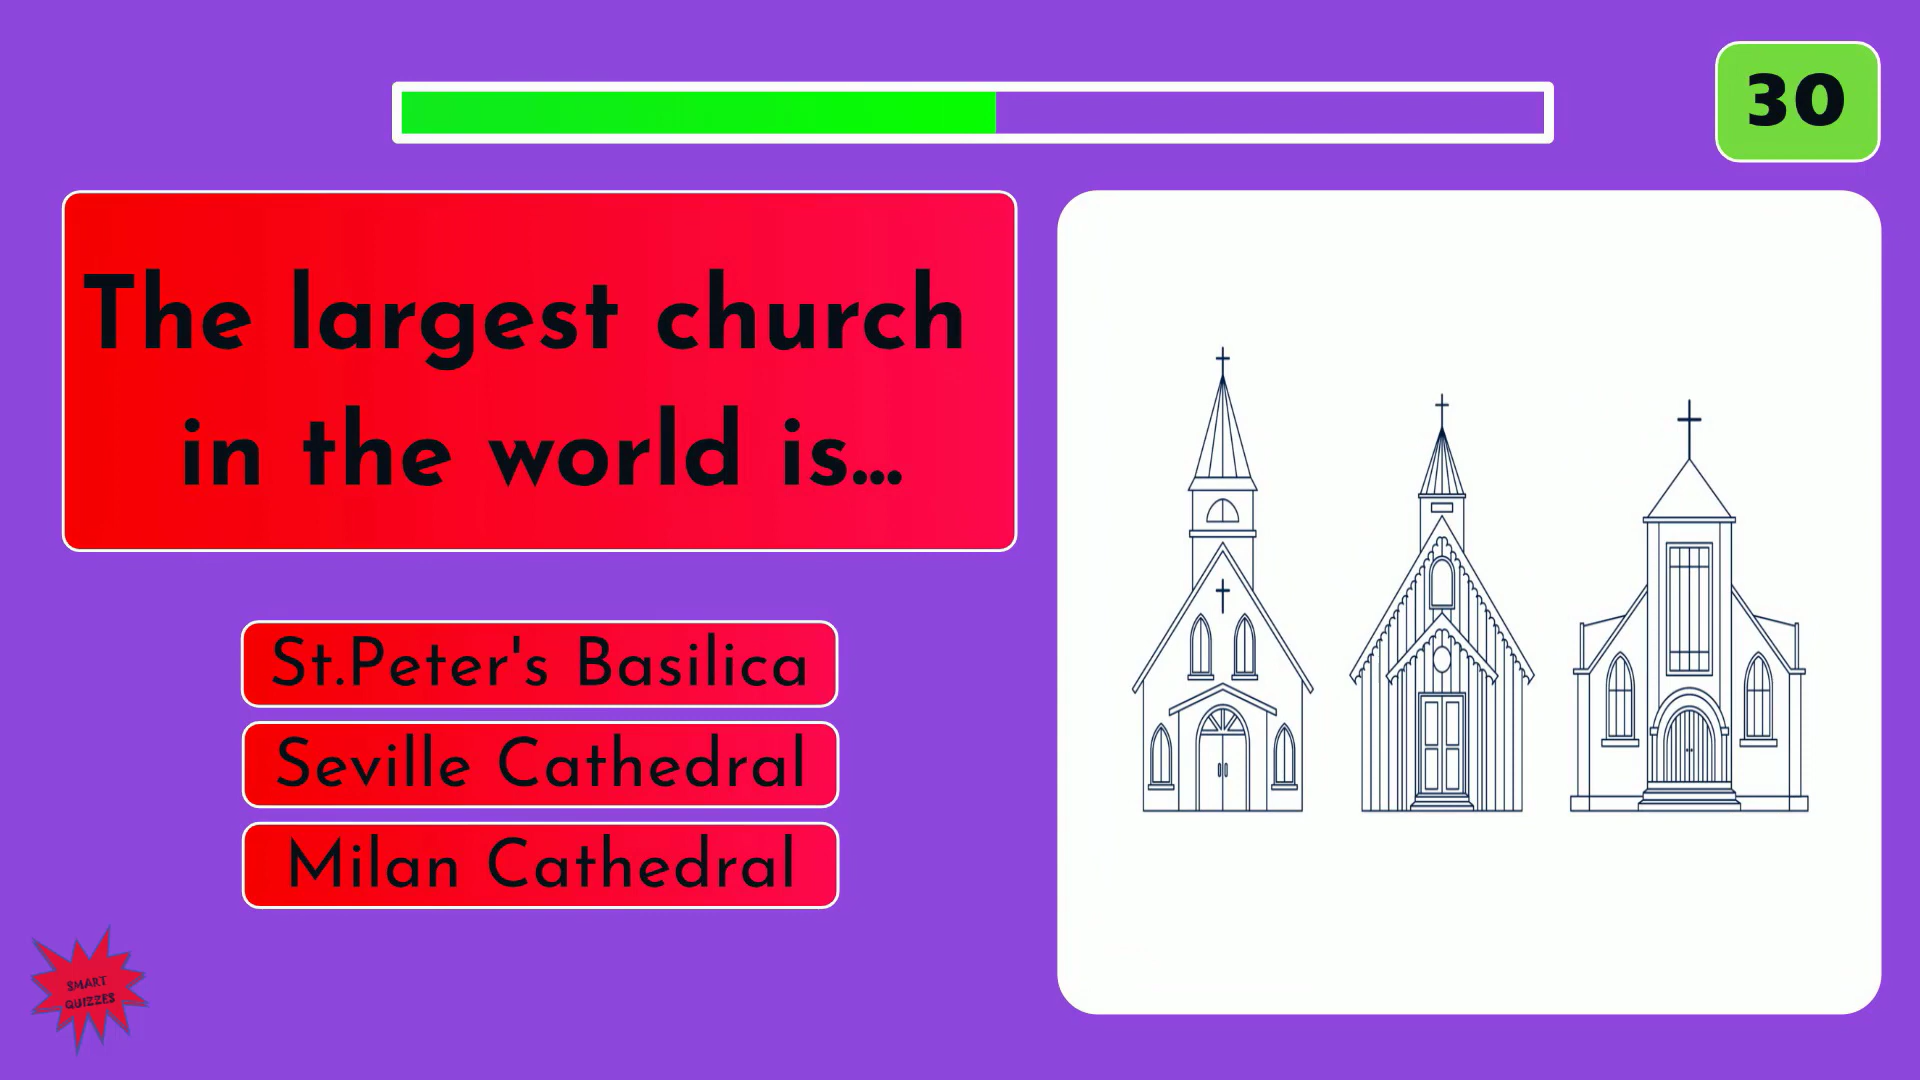 30
The largest church
in the world is...
St.Peter's Basilica
Seville Cathedral
Milan Cathedral
SMART
QUIZZES